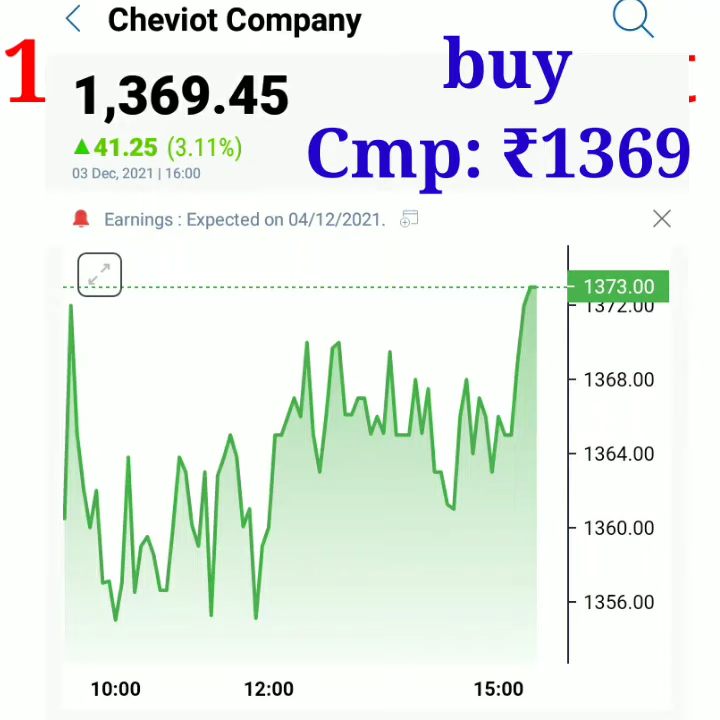 Cheviot Company
1
buy
1,369.45
▲41.25 (3.11%)
Cmp: ₹1369
03 Dec, 2021 | 16:00
Earnings : Expected on 04/12/2021.
1373.00
1372.00
1368.00
1364.00
1360.00
1356.00
10:00 12:00 15:00